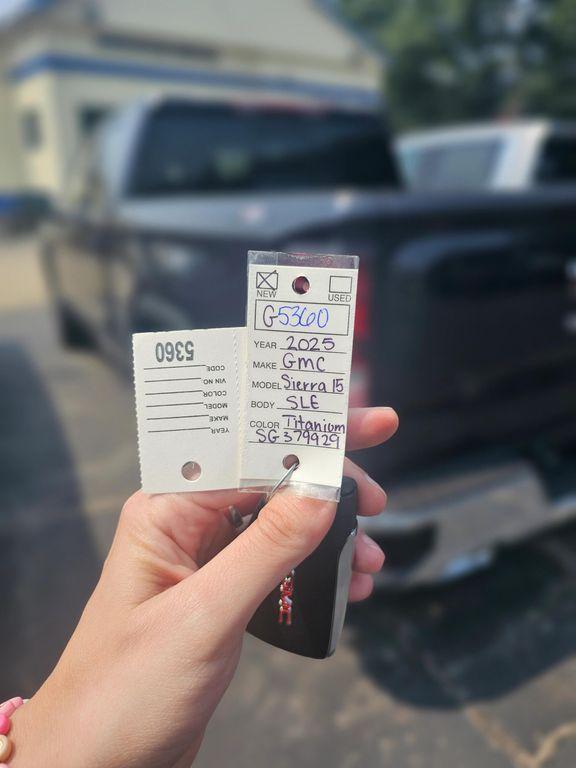 NEW USED
G5360
YEAR 2025
MAKE GMC
MODEL Sierra 15
BODY SLE
COLOR Titanium
SG379929
5360
CODE
VIN NO
COLOR
MODEL
MAKE
YEAR